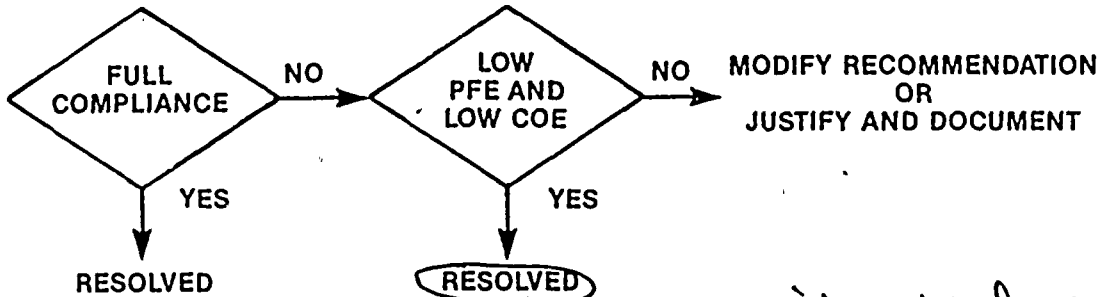 FULL
COMPLIANCE
NO
LOW
PFE AND
LOW COE
NO
MODIFY RECOMMENDATION
OR
JUSTIFY AND DOCUMENT
YES
YES
RESOLVED
RESOLVED